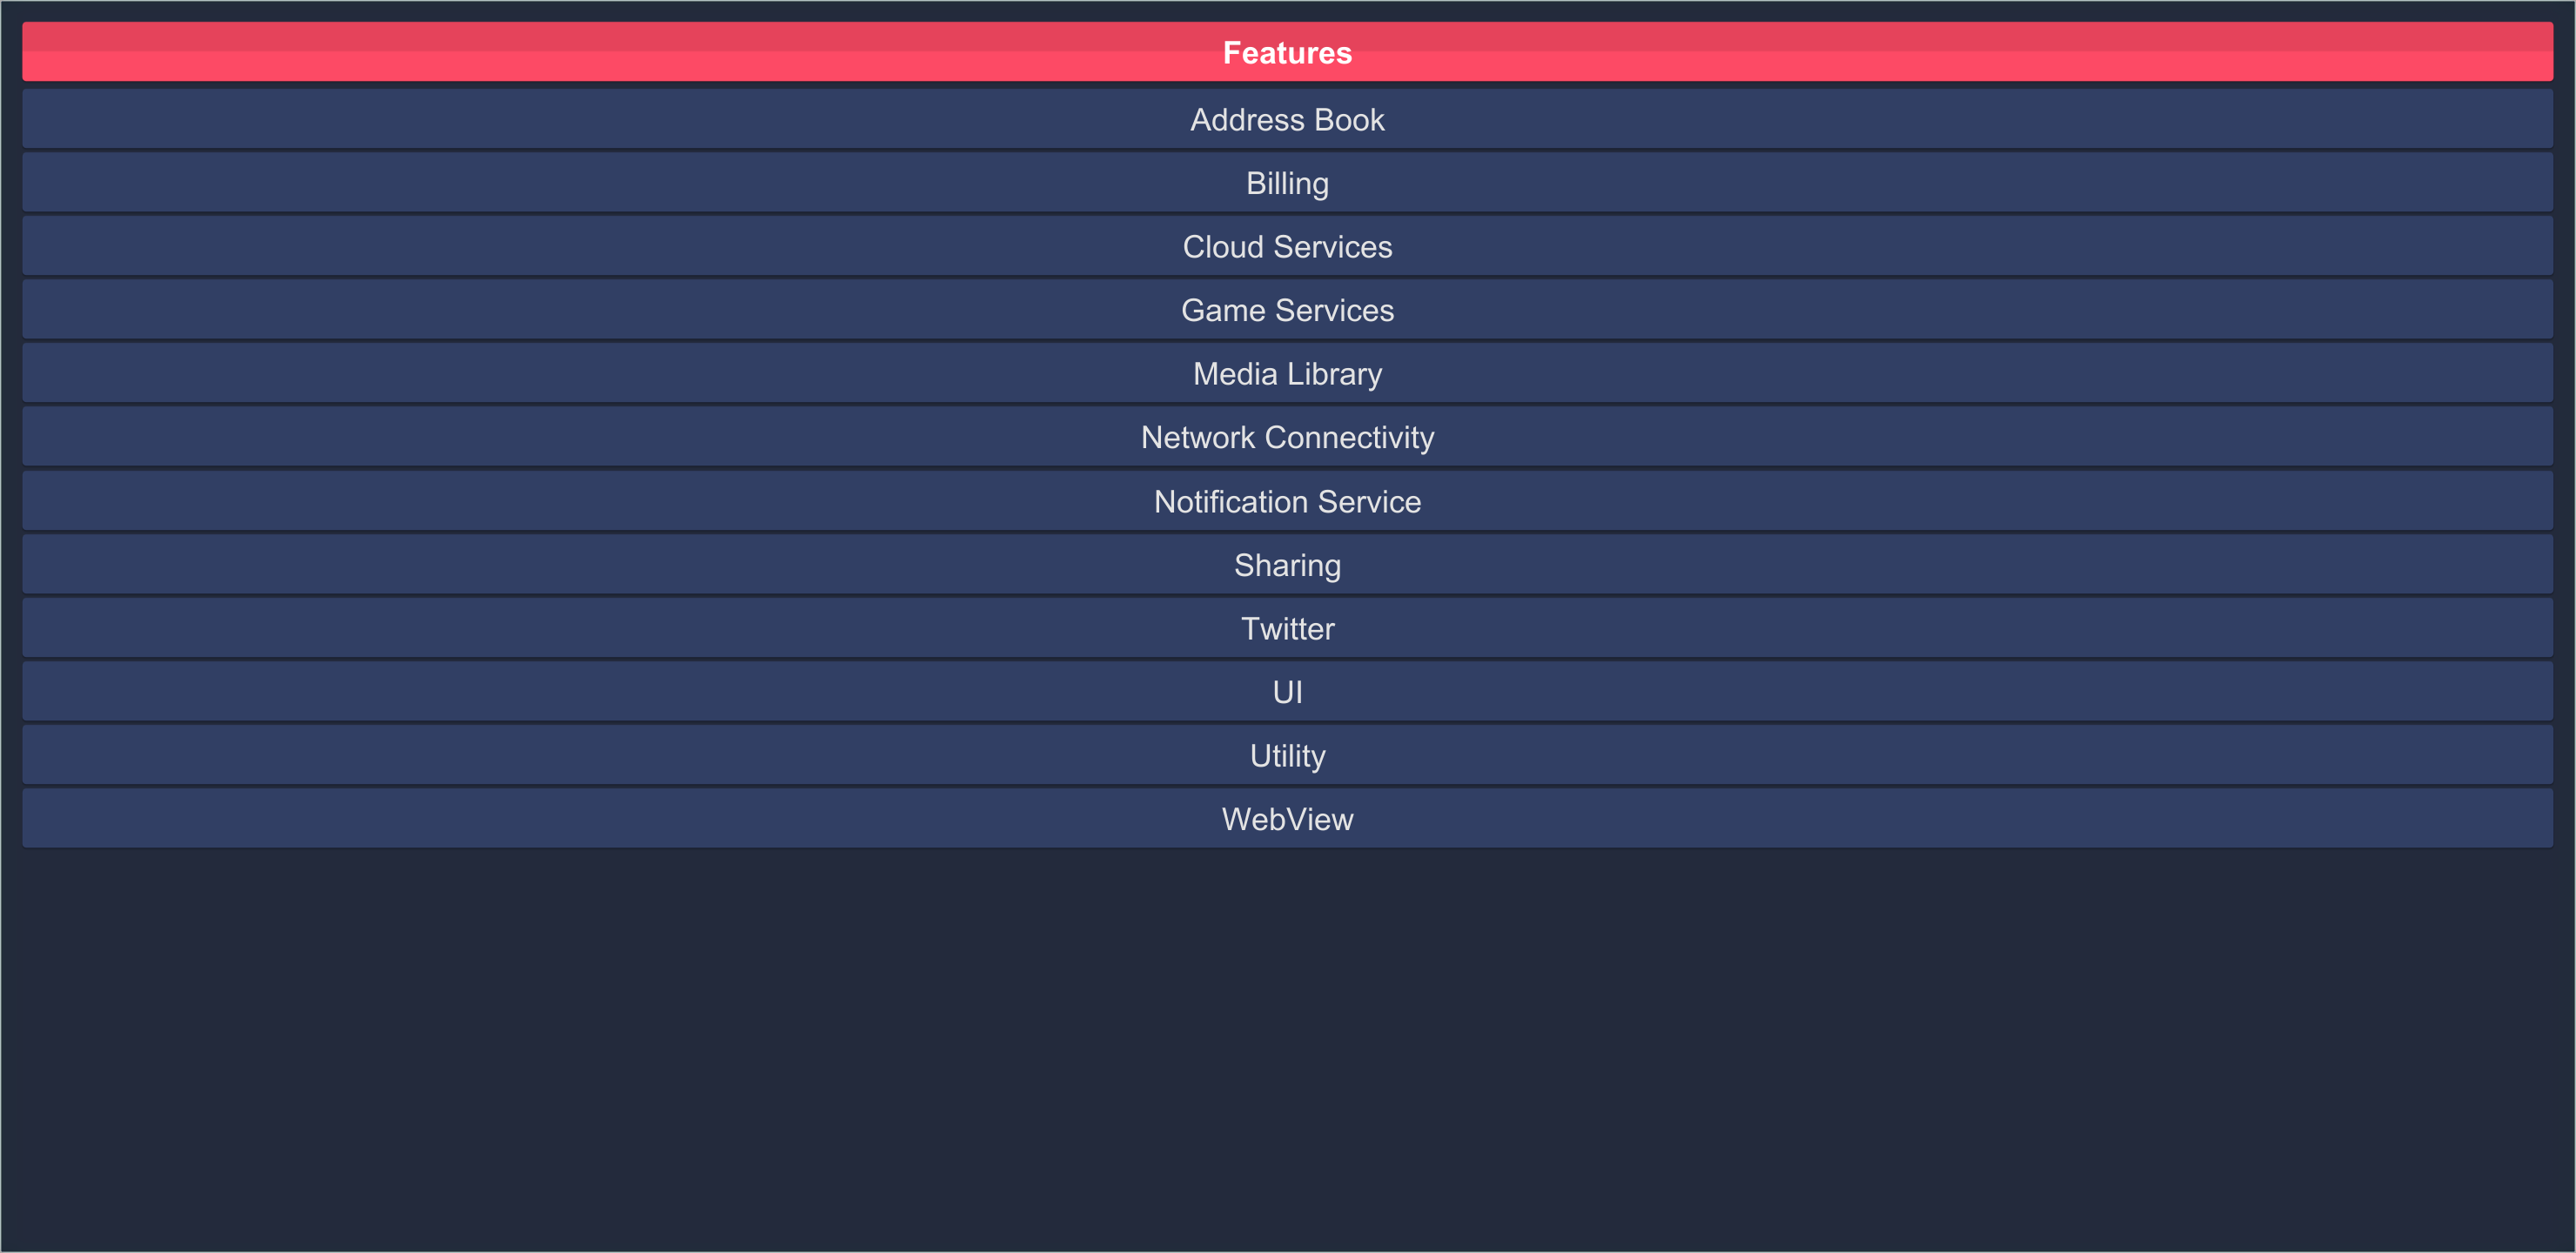 Features
Address Book
Billing
Cloud Services
Game Services
Media Library
Network Connectivity
Notification Service
Sharing
Twitter
UI
Utility
WebView